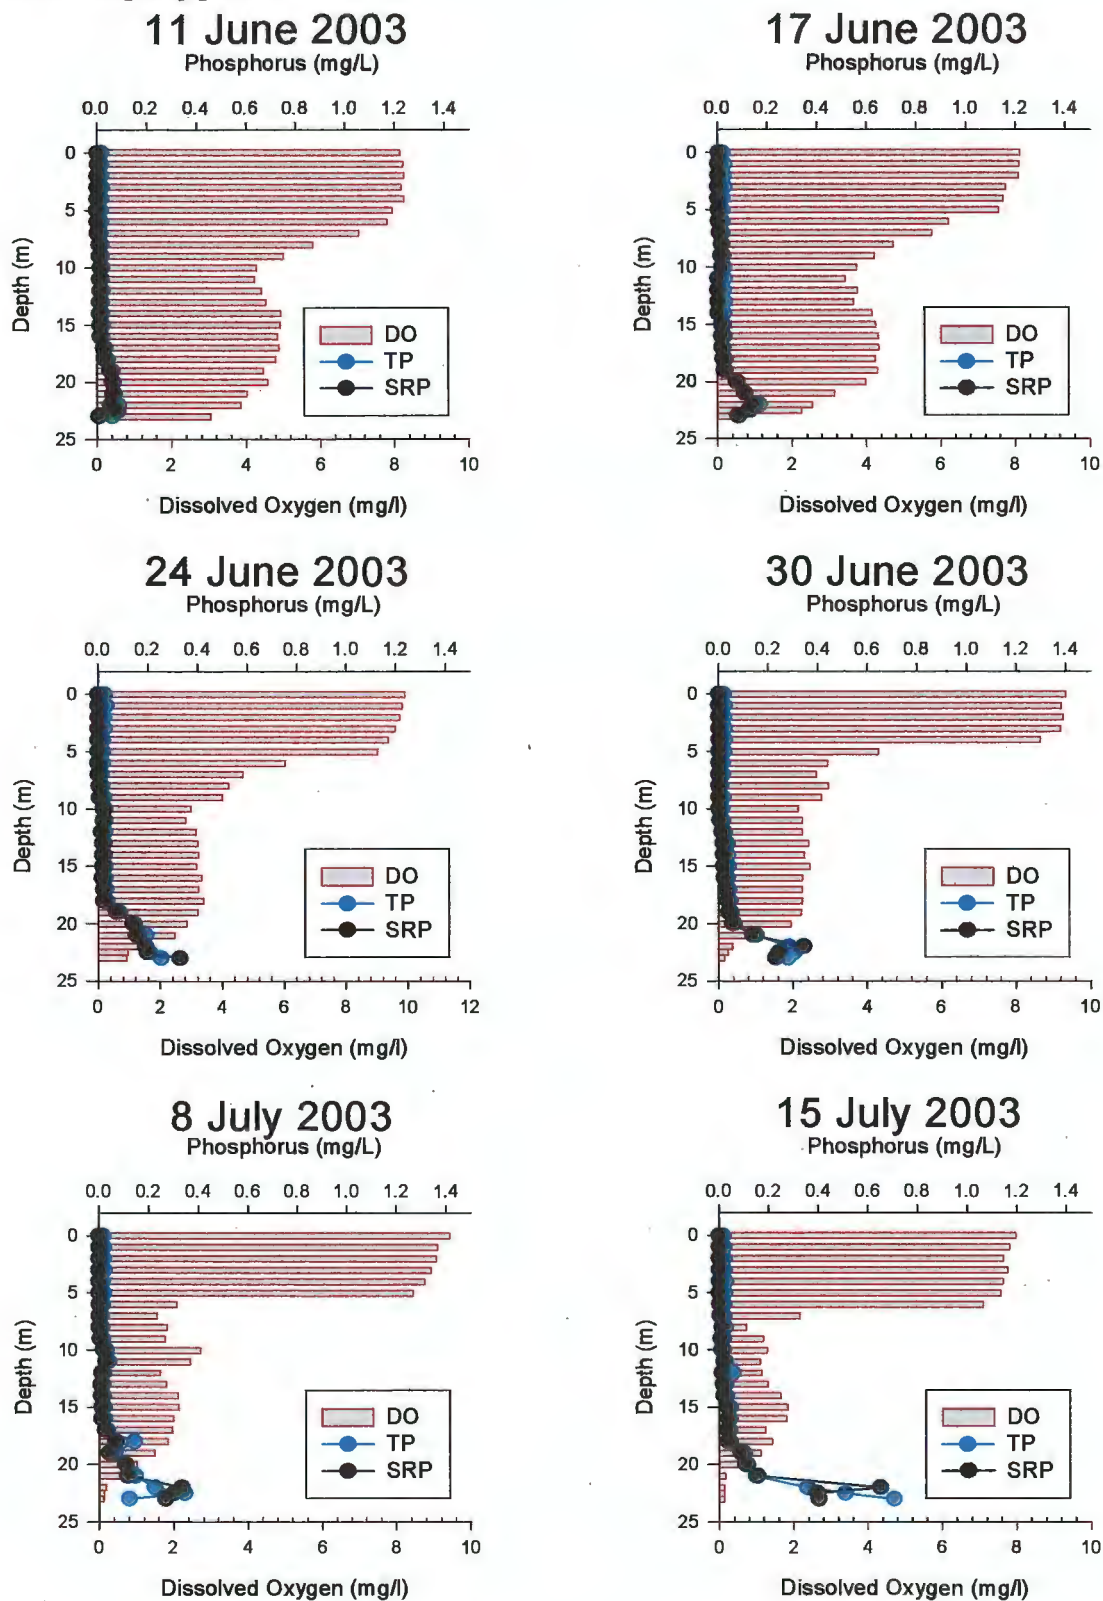 11 June 2003
Phosphorus (mg/L)
0.0 0.2 0.4 0.6 0.8 1.0 1.2 1.4
0
5
10
15
20
25
Depth (m)
DO
TP
SRP
0 2 4 6 8 10
Dissolved Oxygen (mg/l)
17 June 2003
Phosphorus (mg/L)
0.0 0.2 0.4 0.6 0.8 1.0 1.2 1.4
0
5
10
15
20
25
Depth (m)
DO
TP
SRP
0 2 4 6 8 10
Dissolved Oxygen (mg/l)
24 June 2003
Phosphorus (mg/L)
0.0 0.2 0.4 0.6 0.8 1.0 1.2 1.4
0
5
10
15
20
25
Depth (m)
DO
TP
SRP
0 2 4 6 8 10 12
Dissolved Oxygen (mg/l)
30 June 2003
Phosphorus (mg/L)
0.0 0.2 0.4 0.6 0.8 1.0 1.2 1.4
0
5
10
15
20
25
Depth (m)
DO
TP
SRP
0 2 4 6 8 10
Dissolved Oxygen (mg/l)
8 July 2003
Phosphorus (mg/L)
0.0 0.2 0.4 0.6 0.8 1.0 1.2 1.4
0
5
10
15
20
25
Depth (m)
DO
TP
SRP
0 2 4 6 8 10
Dissolved Oxygen (mg/l)
15 July 2003
Phosphorus (mg/L)
0.0 0.2 0.4 0.6 0.8 1.0 1.2 1.4
0
5
10
15
20
25
Depth (m)
DO
TP
SRP
0 2 4 6 8 10
Dissolved Oxygen (mg/l)